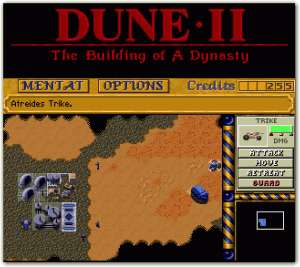 DUNE · II
The Building of A Dynasty
MENTAT OPTIONS Credits 255
Atreides Trike.
TRIKE
DMG
ATTACK
MOVE
RETREAT
GUARD